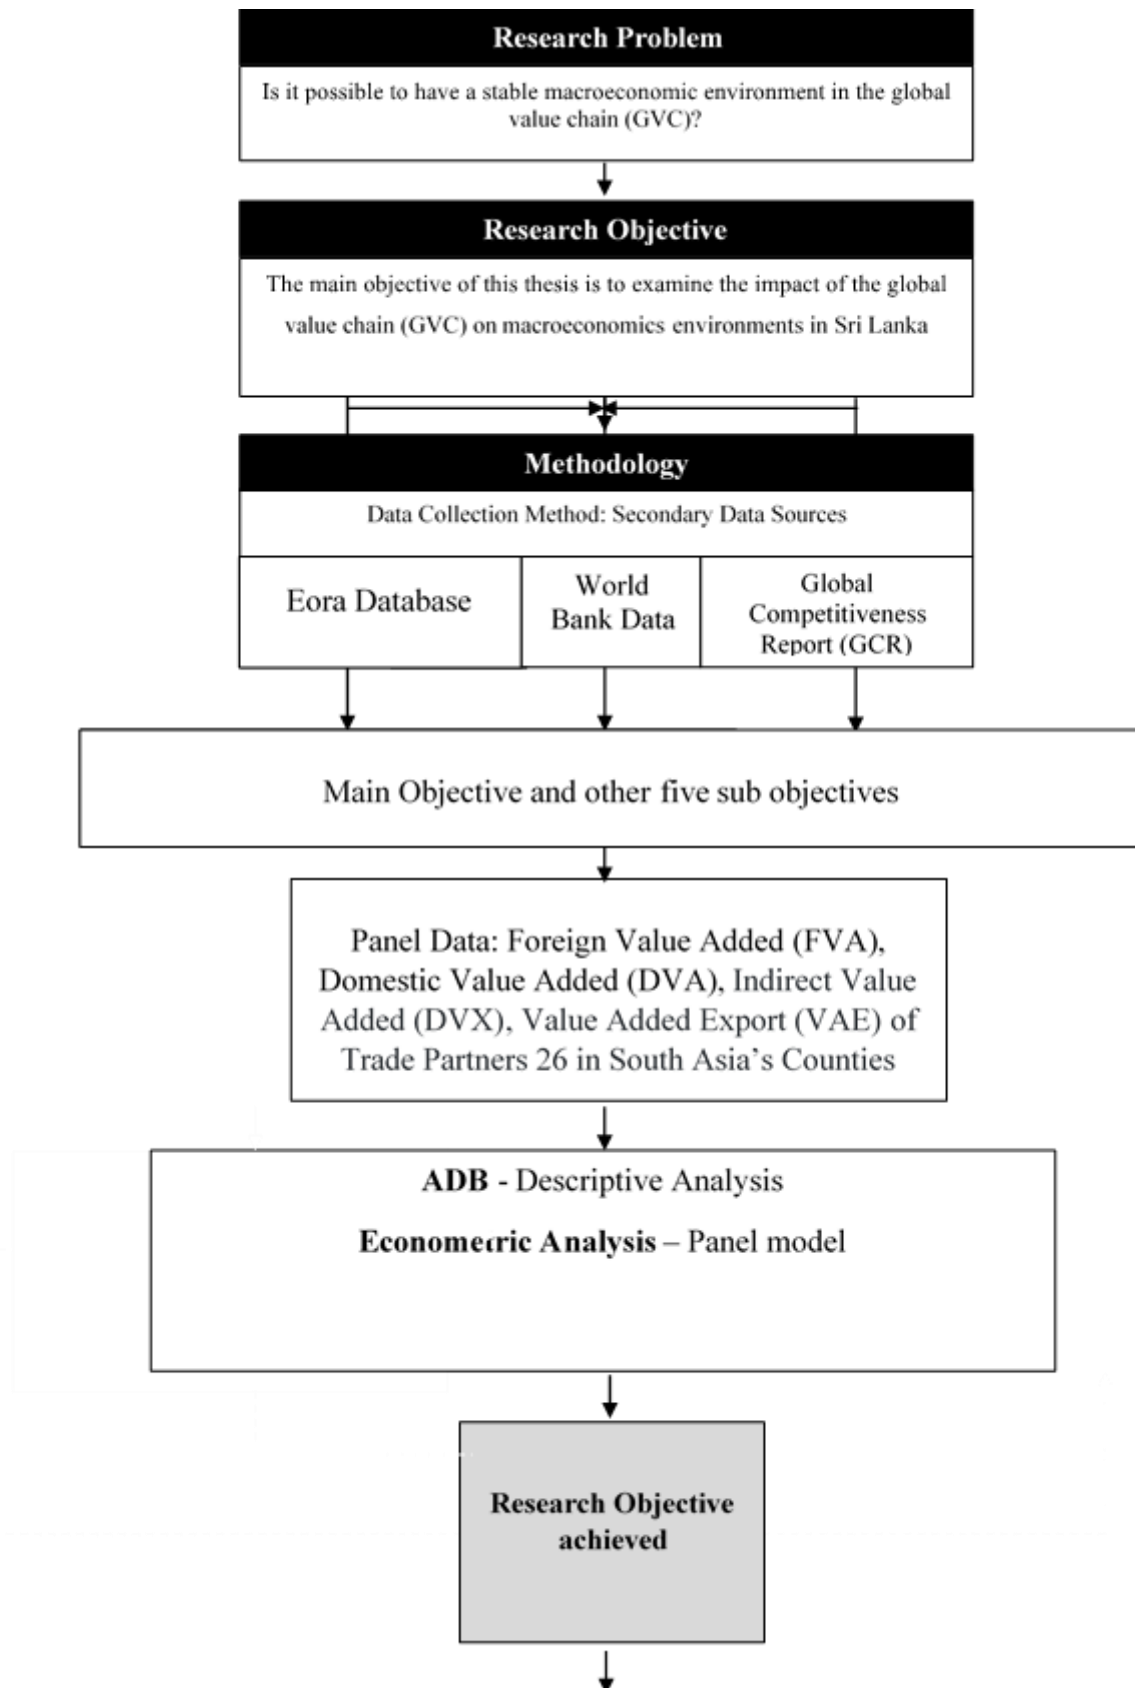 Research Problem
Is it possible to have a stable macroeconomic environment in the global
value chain (GVC)?
Research Objective
The main objective of this thesis is to examine the impact of the global
value chain (GVC) on macroeconomics environments in Sri Lanka
Methodology
Data Collection Method: Secondary Data Sources
Eora Database
World
Bank Data
Global
Competitiveness
Report (GCR)
Main Objective and other five sub objectives
Panel Data: Foreign Value Added (FVA),
Domestic Value Added (DVA), Indirect Value
Added (DVX), Value Added Export (VAE) of
Trade Partners 26 in South Asia’s Counties
ADB - Descriptive Analysis
Econometric Analysis – Panel model
Research Objective
achieved